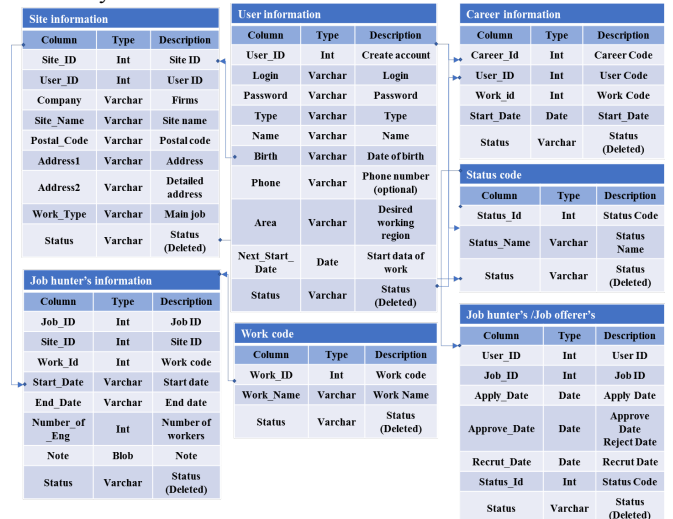 Site information
Column Type Description
Site_ID Int Site ID
User_ID Int User ID
Company Varchar Firms
Site_Name Varchar Site name
Postal_Code Varchar Postal code
Address1 Varchar Address
Address2 Varchar Detailed
address
Work_Type Varchar Main job
Status Varchar Status
(Deleted)
User information
Column Type Description
User_ID Int Create account
Login Varchar Login
Password Varchar Password
Type Varchar Type
Name Varchar Name
Birth Varchar Date of birth
Phone Varchar Phone number
(optional)
Area Varchar Desired
working
region
Next_Start_
Date Date Start data of
work
Status Varchar Status
(Deleted)
Career information
Column Type Description
Career_Id Int Career Code
User_ID Int User Code
Work_id Int Work Code
Start_Date Date Start_Date
Status Varchar Status
(Deleted)
Status code
Column Type Description
Status_Id Int Status Code
Status_Name Varchar Status
Name
Status Varchar Status
(Deleted)
Job hunter's information
Column Type Description
Job_ID Int Job ID
Site_ID Int Site ID
Work_Id Int Work code
Start_Date Varchar Start date
End_Date Varchar End date
Number_of
_Eng Int Number of
workers
Note Blob Note
Status Varchar Status
(Deleted)
Work code
Column Type Description
Work_ID Int Work code
Work_Name Varchar Work Name
Status Varchar Status
(Deleted)
Job hunter's /Job offerer's
Column Type Description
User_ID Int User ID
Job_ID Int Job ID
Apply_Date Date Apply Date
Approve_Date Date Approve
Date
Reject Date
Recrut_Date Date Recrut Date
Status_Id Int Status Code
Status Varchar Status
(Deleted)